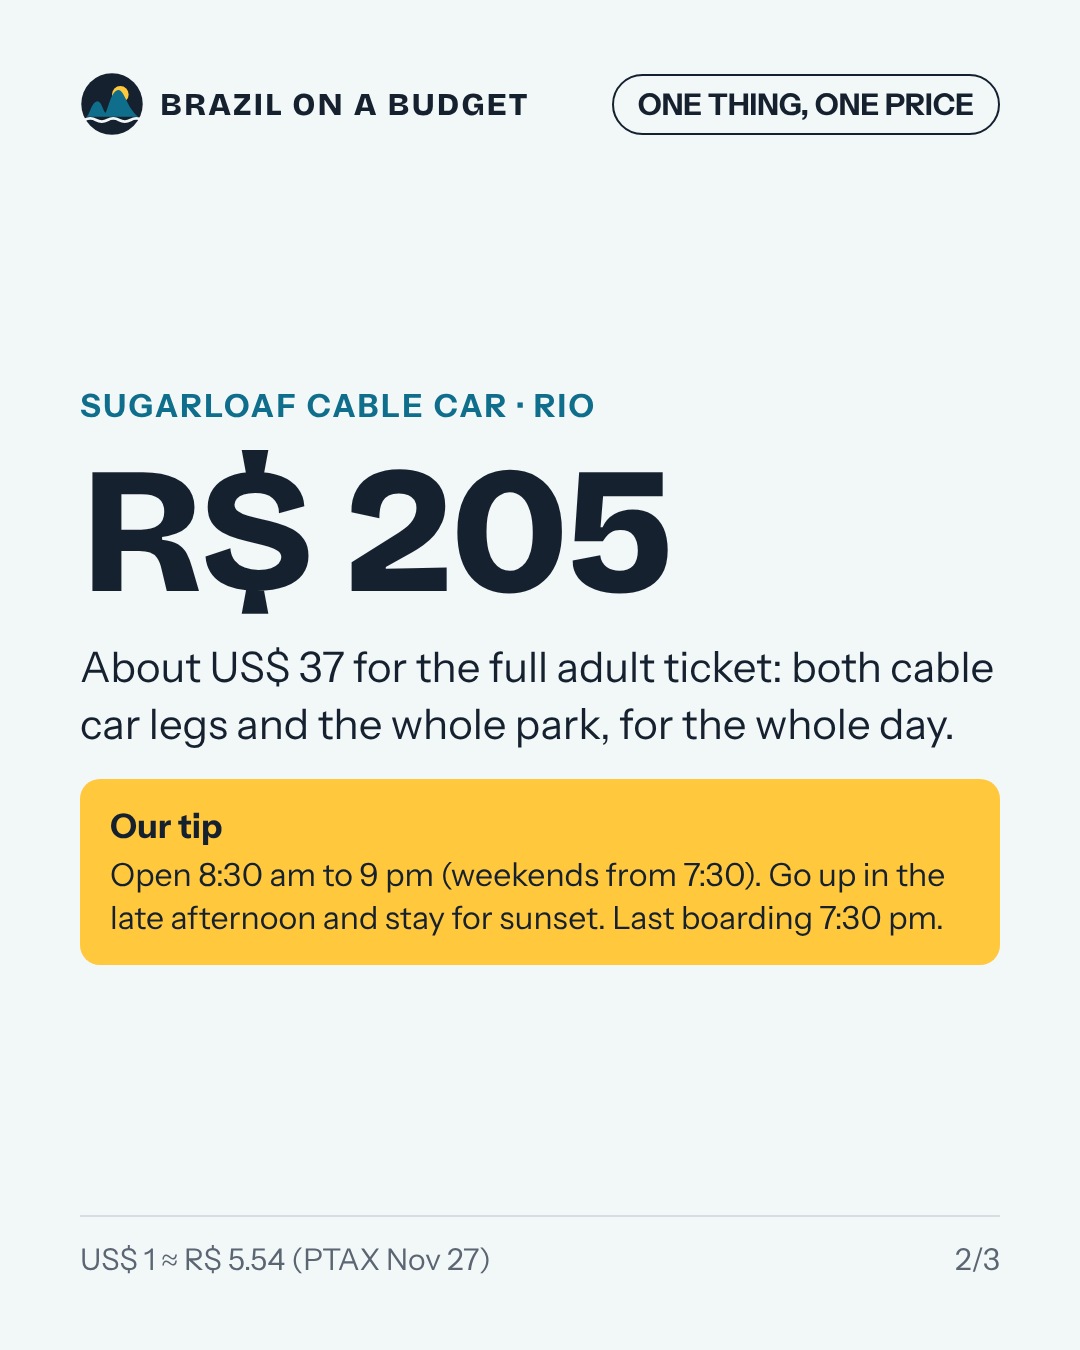 BRAZIL ON A BUDGET
ONE THING, ONE PRICE
SUGARLOAF CABLE CAR · RIO
R$ 205
About US$ 37 for the full adult ticket: both cable
car legs and the whole park, for the whole day.
Our tip
Open 8:30 am to 9 pm (weekends from 7:30). Go up in the
late afternoon and stay for sunset. Last boarding 7:30 pm.
US$ 1 ≈ R$ 5.54 (PTAX Nov 27)
2/3